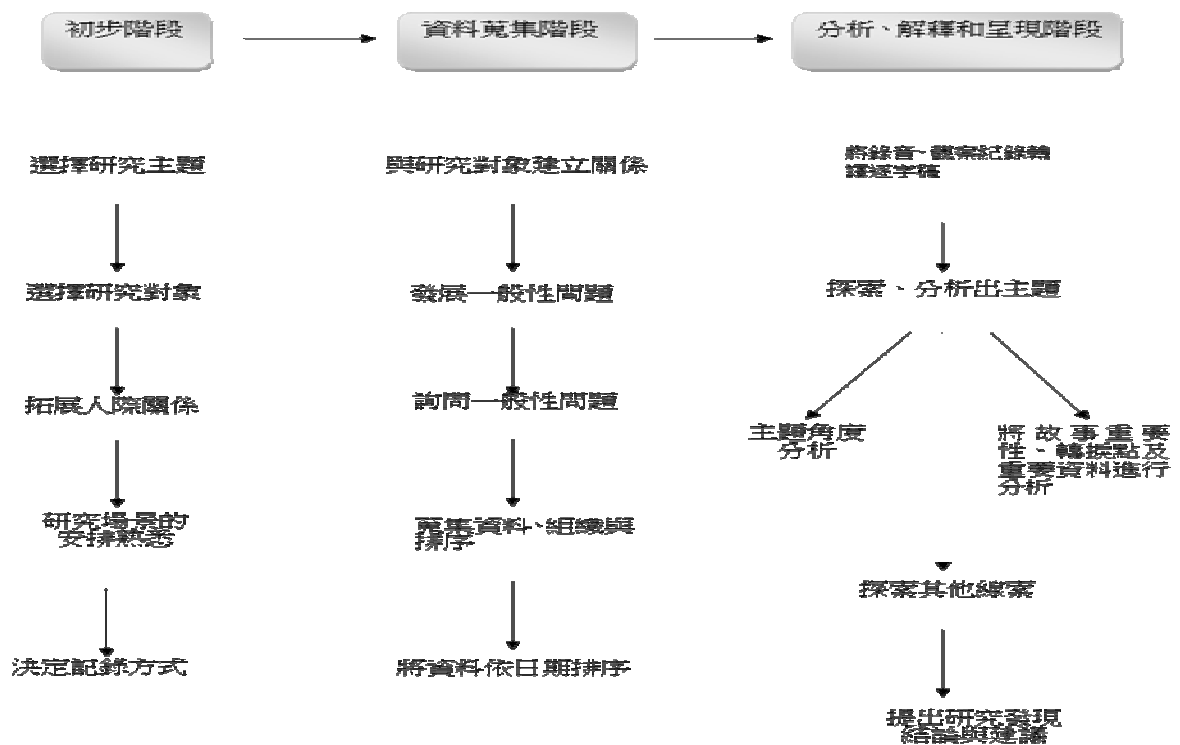 初步階段
資料蒐集階段
分析、解釋和呈現階段
選擇研究主題
選擇研究對象
拓展人際關係
研究場景的
安排熟悉
決定記錄方式
與研究對象建立關係
發展一般性問題
詢問一般性問題
蒐集資料、組織與
排序
將資料依日期排序
將錄音、觀察紀錄轉
譯逐字稿
探索、分析出主題
主題角度
分析
將故事重要
性、轉捩點及
重要資料進行
分析
探索其他線索
提出研究發現
結論與建議